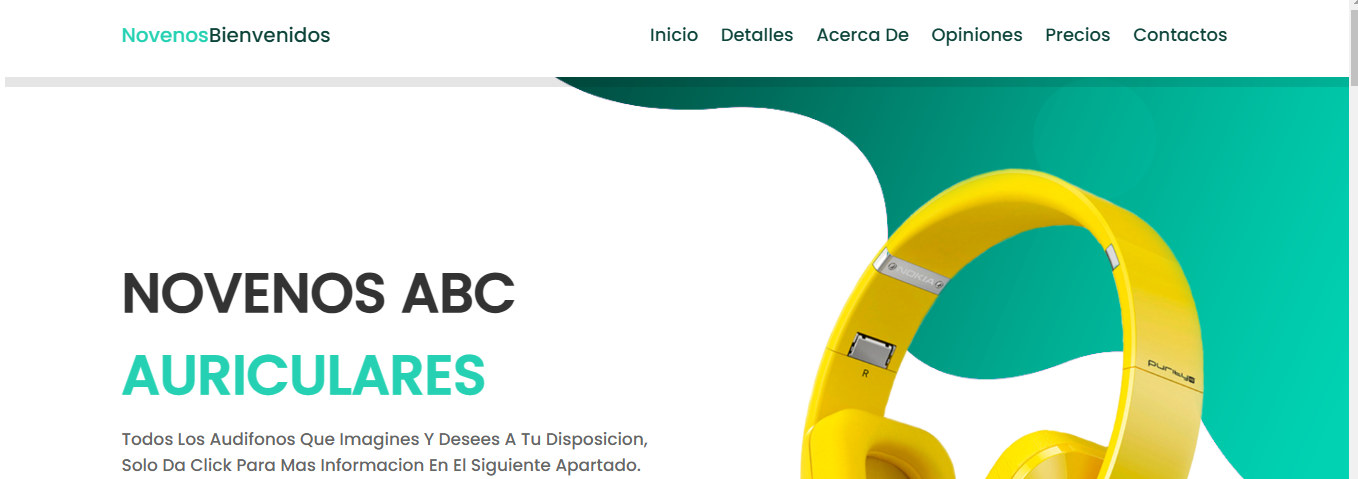 NovenosBienvenidos
Inicio Detalles Acerca De Opiniones Precios Contactos
NOVENOS ABC
AURICULARES
Todos Los Audifonos Que Imagines Y Desees A Tu Disposicion,
Solo Da Click Para Mas Informacion En El Siguiente Apartado.
NOKIA
R
purity